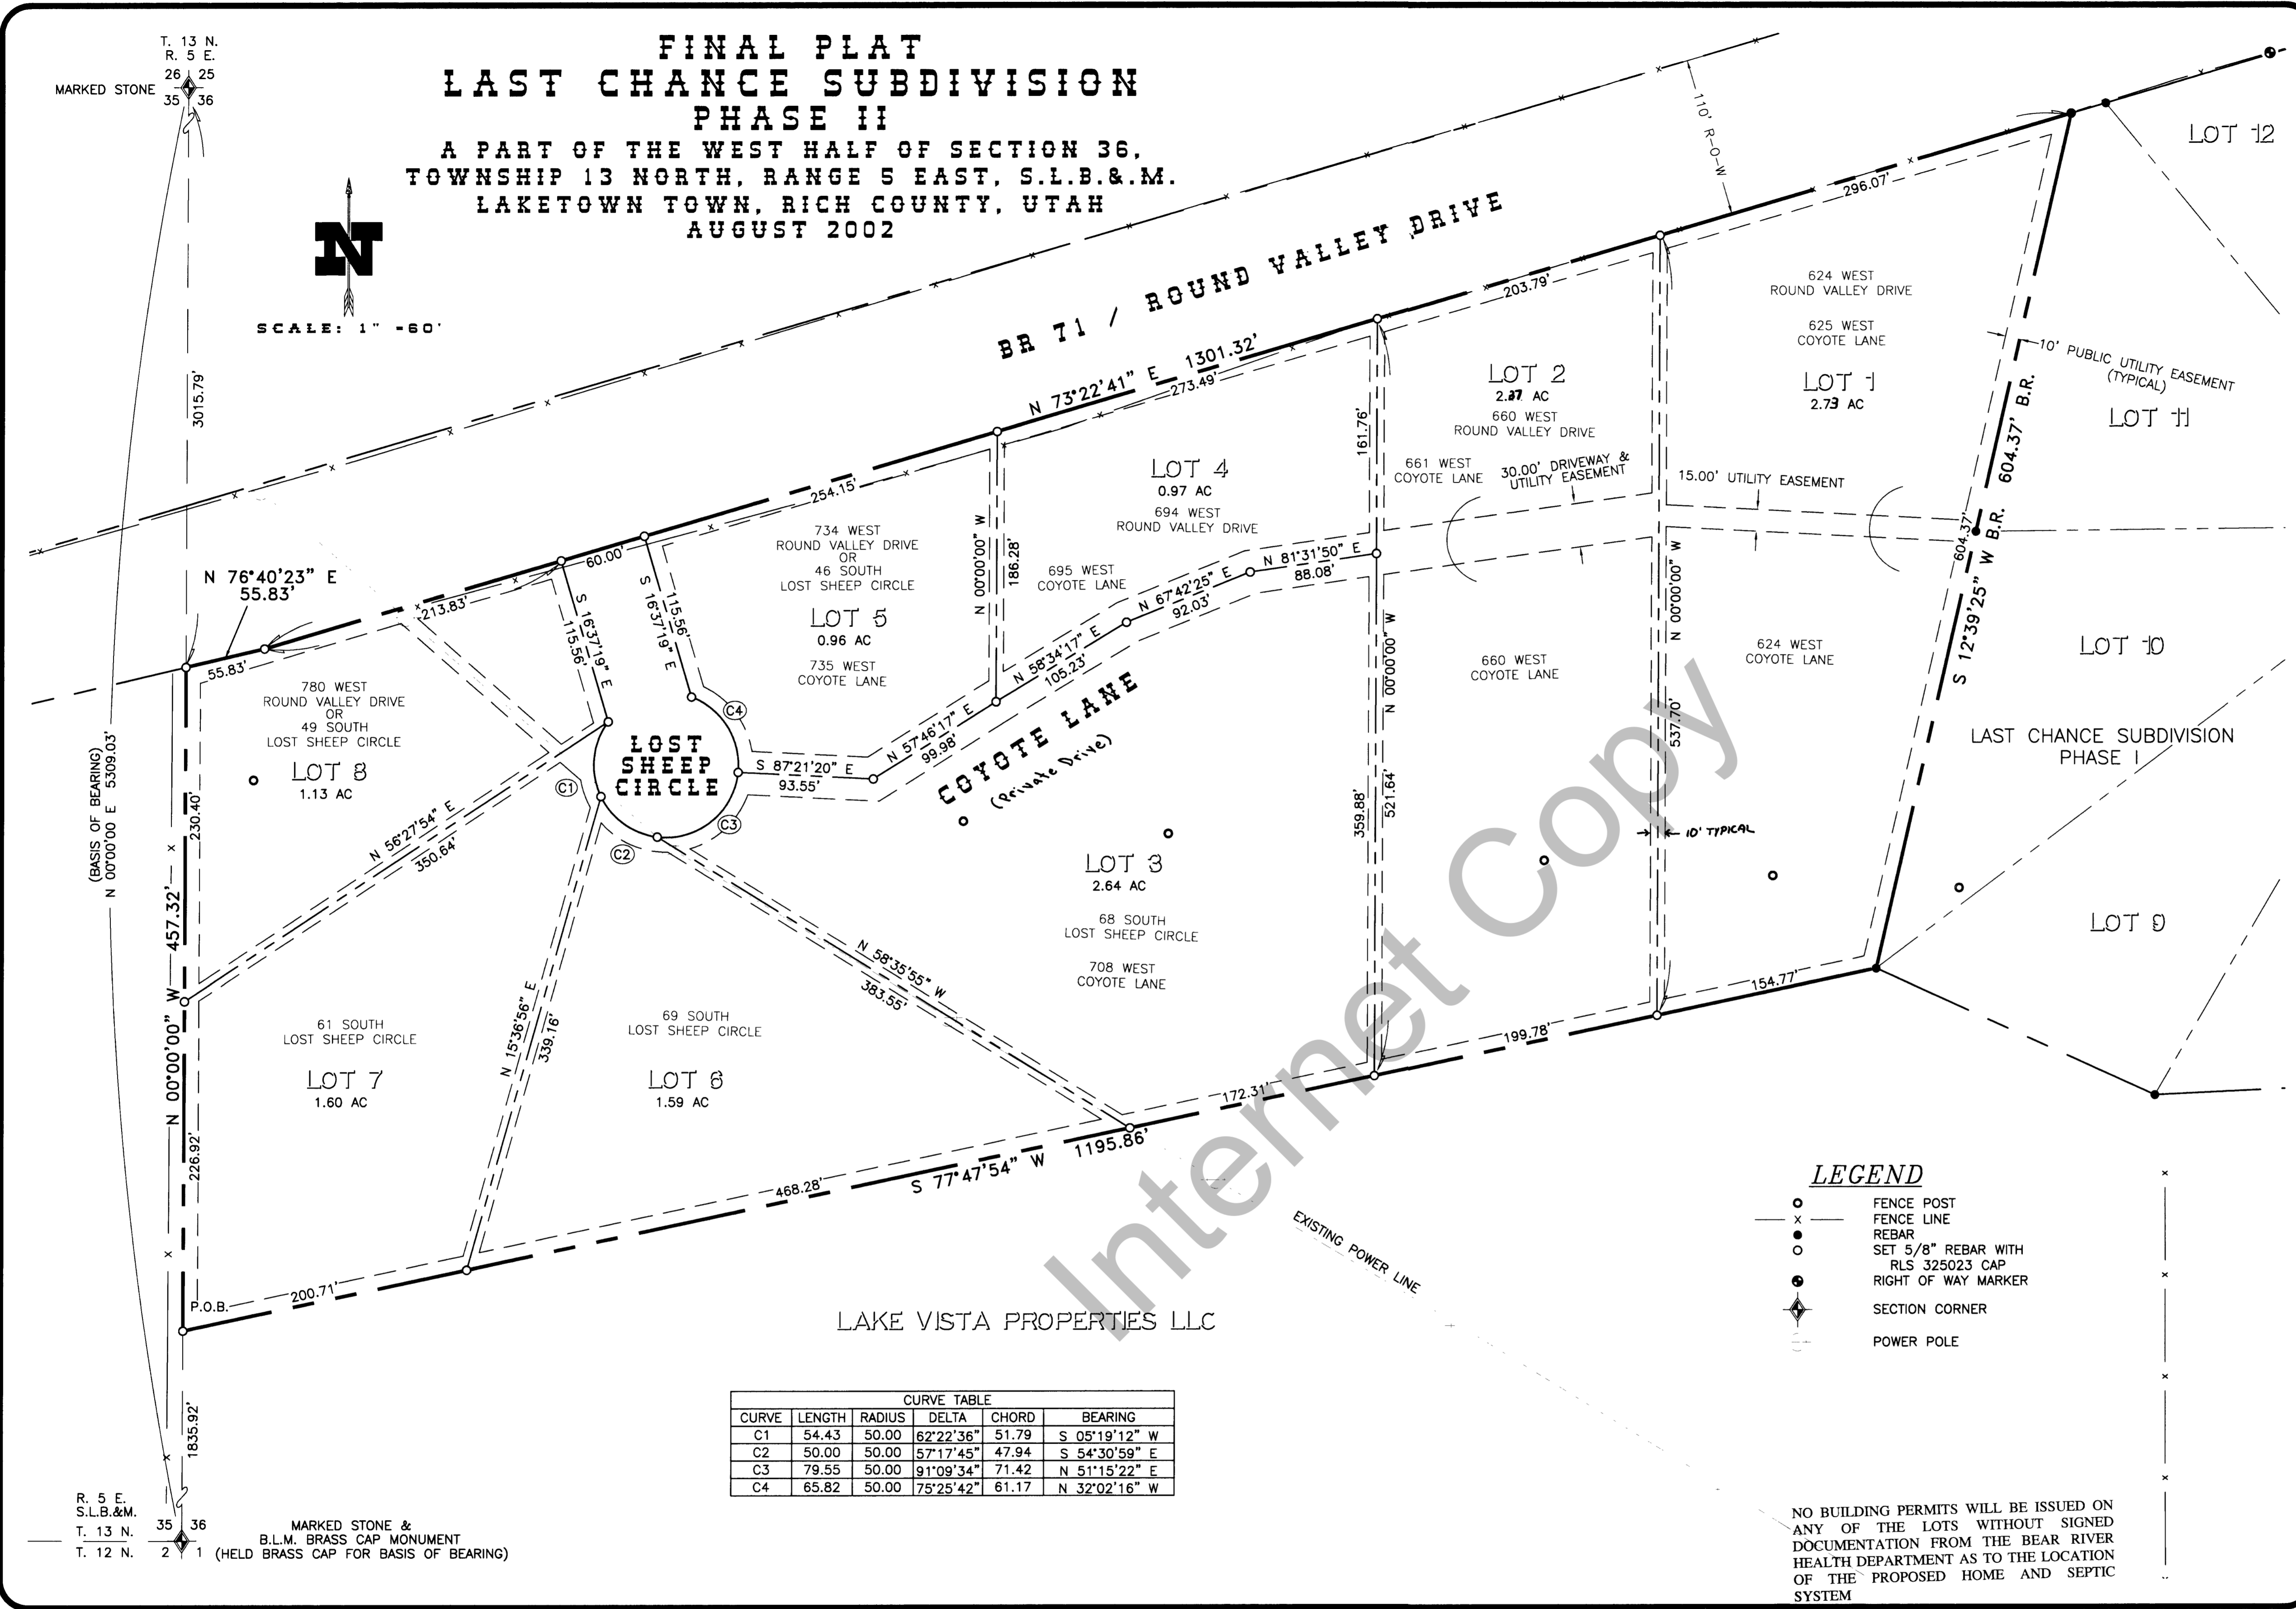 FINAL PLAT
LAST CHANCE SUBDIVISION
PHASE II
A PART OF THE WEST HALF OF SECTION 36,
TOWNSHIP 13 NORTH, RANGE 5 EAST, S.L.B.&.M.
LAKETOWN TOWN, RICH COUNTY, UTAH
AUGUST 2002
T. 13 N.
R. 5 E.
26 25
MARKED STONE
35 36
N
SCALE: 1" =60'
3015.79'
(BASIS OF BEARING)
N 00°00'00 E 5309.03'
110' R-O-W
BR 71 / ROUND VALLEY DRIVE
N 73°22'41" E 1301.32'
296.07'
203.79'
273.49'
254.15'
60.00'
213.83'
N 76°40'23" E
55.83'
55.83'
LOT 12
624 WEST
ROUND VALLEY DRIVE
625 WEST
COYOTE LANE
LOT 1
2.73 AC
10' PUBLIC UTILITY EASEMENT
(TYPICAL)
LOT 11
LOT 2
AC
660 WEST
ROUND VALLEY DRIVE
661 WEST
COYOTE LANE
30.00' DRIVEWAY &
UTILITY EASEMENT
15.00' UTILITY EASEMENT
S 12°39'25" W B.R. 604.37' B.R.
604.37'
161.76'
LOT 4
0.97 AC
694 WEST
ROUND VALLEY DRIVE
695 WEST
COYOTE LANE
N 00°00'00" W
186.28'
734 WEST
ROUND VALLEY DRIVE
OR
46 SOUTH
LOST SHEEP CIRCLE
LOT 5
0.96 AC
735 WEST
COYOTE LANE
S 16°37'19" E
115.56'
S 16°37'19" E
115.56'
N 81°31'50" E
88.08'
N 67°42'25" E
92.03'
N 58°34'17" E
105.23'
N 57°46'17" E
99.98'
S 87°21'20" E
93.55'
COYOTE LANE
(Private Drive)
LOST
SHEEP
CIRCLE
C1
C2
C3
C4
780 WEST
ROUND VALLEY DRIVE
OR
49 SOUTH
LOST SHEEP CIRCLE
LOT 8
1.13 AC
N 56°27'54" E
350.64'
230.40'
N 00°00'00" W 457.32'
226.92'
61 SOUTH
LOST SHEEP CIRCLE
LOT 7
1.60 AC
N 15°36'56" E
339.16'
69 SOUTH
LOST SHEEP CIRCLE
LOT 6
1.59 AC
N 58°35'55" W
383.55'
LOT 3
2.64 AC
68 SOUTH
LOST SHEEP CIRCLE
708 WEST
COYOTE LANE
N 00°00'00" W
359.88'
521.64'
660 WEST
COYOTE LANE
N 00°00'00" W
537.70'
10' TYPICAL
624 WEST
COYOTE LANE
LOT 10
LAST CHANCE SUBDIVISION
PHASE I
LOT 9
154.77'
199.78'
172.31'
468.28'
S 77°47'54" W 1195.86'
200.71'
P.O.B.
1835.92'
EXISTING POWER LINE
LAKE VISTA PROPERTIES LLC
Internet Copy
LEGEND
FENCE POST
x FENCE LINE
REBAR
SET 5/8" REBAR WITH
RLS 325023 CAP
RIGHT OF WAY MARKER
SECTION CORNER
POWER POLE
CURVE TABLE
CURVE LENGTH RADIUS DELTA CHORD BEARING
C1 54.43 50.00 62°22'36" 51.79 S 05°19'12" W
C2 50.00 50.00 57°17'45" 47.94 S 54°30'59" E
C3 79.55 50.00 91°09'34" 71.42 N 51°15'22" E
C4 65.82 50.00 75°25'42" 61.17 N 32°02'16" W
R. 5 E.
S.L.B.&M.
T. 13 N.
T. 12 N.
35 36
2 1
MARKED STONE &
B.L.M. BRASS CAP MONUMENT
(HELD BRASS CAP FOR BASIS OF BEARING)
NO BUILDING PERMITS WILL BE ISSUED ON
ANY OF THE LOTS WITHOUT SIGNED
DOCUMENTATION FROM THE BEAR RIVER
HEALTH DEPARTMENT AS TO THE LOCATION
OF THE PROPOSED HOME AND SEPTIC
SYSTEM